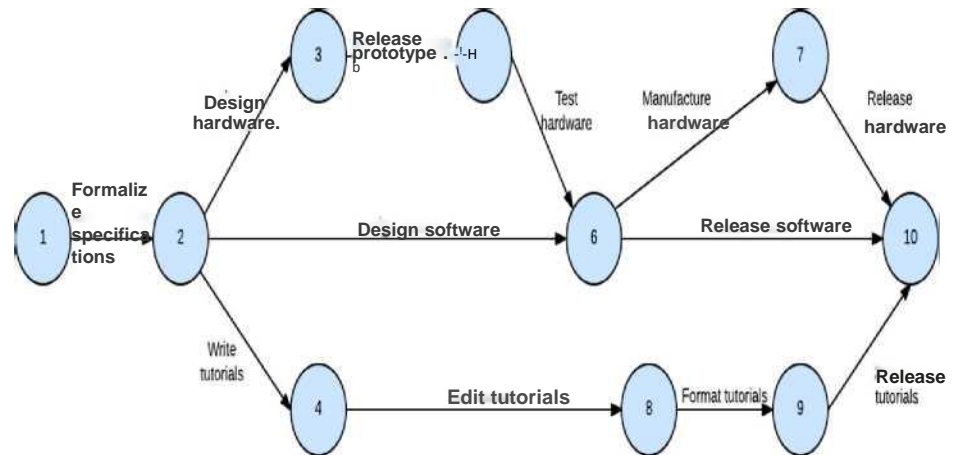 3
Release
prototype .
-!-H
b
7
Design
hardware.
Test
hardware
Manufacture
hardware
Release
hardware
Formaliz
e
specifica
tions
1
2
Design software
6
Release software
10
Write
tutorials
4
Edit tutorials
8
Format tutorials
9
Release
tutorials